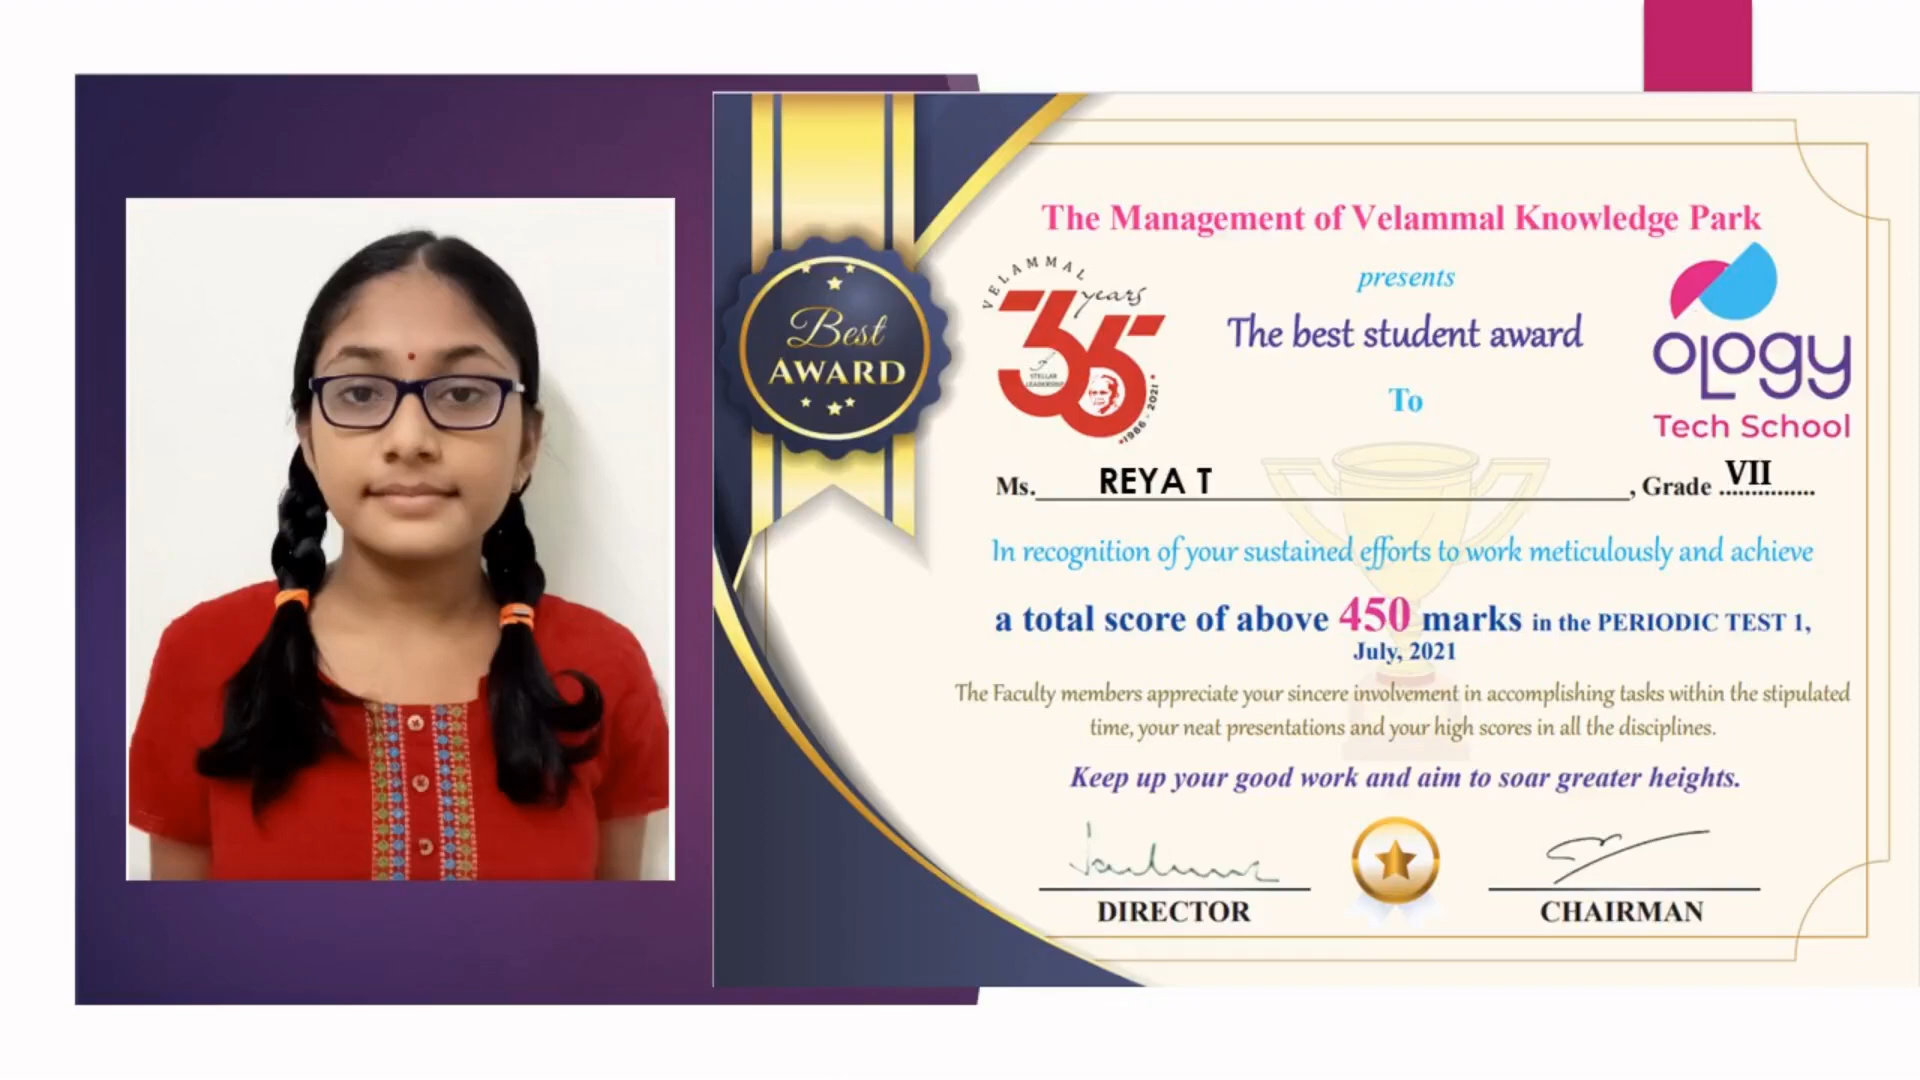 The Management of Velammal Knowledge Park
presents
The best student award
To
Best
AWARD
VELAMMAL
35 years
STELLAR
LEADERSHIP
1986 - 2021
OLOGY
Tech School
Ms. REYA T, Grade VII
In recognition of your sustained efforts to work meticulously and achieve
a total score of above 450 marks in the PERIODIC TEST 1,
July, 2021
The Faculty members appreciate your sincere involvement in accomplishing tasks within the stipulated
time, your neat presentations and your high scores in all the disciplines.
Keep up your good work and aim to soar greater heights.
DIRECTOR
CHAIRMAN